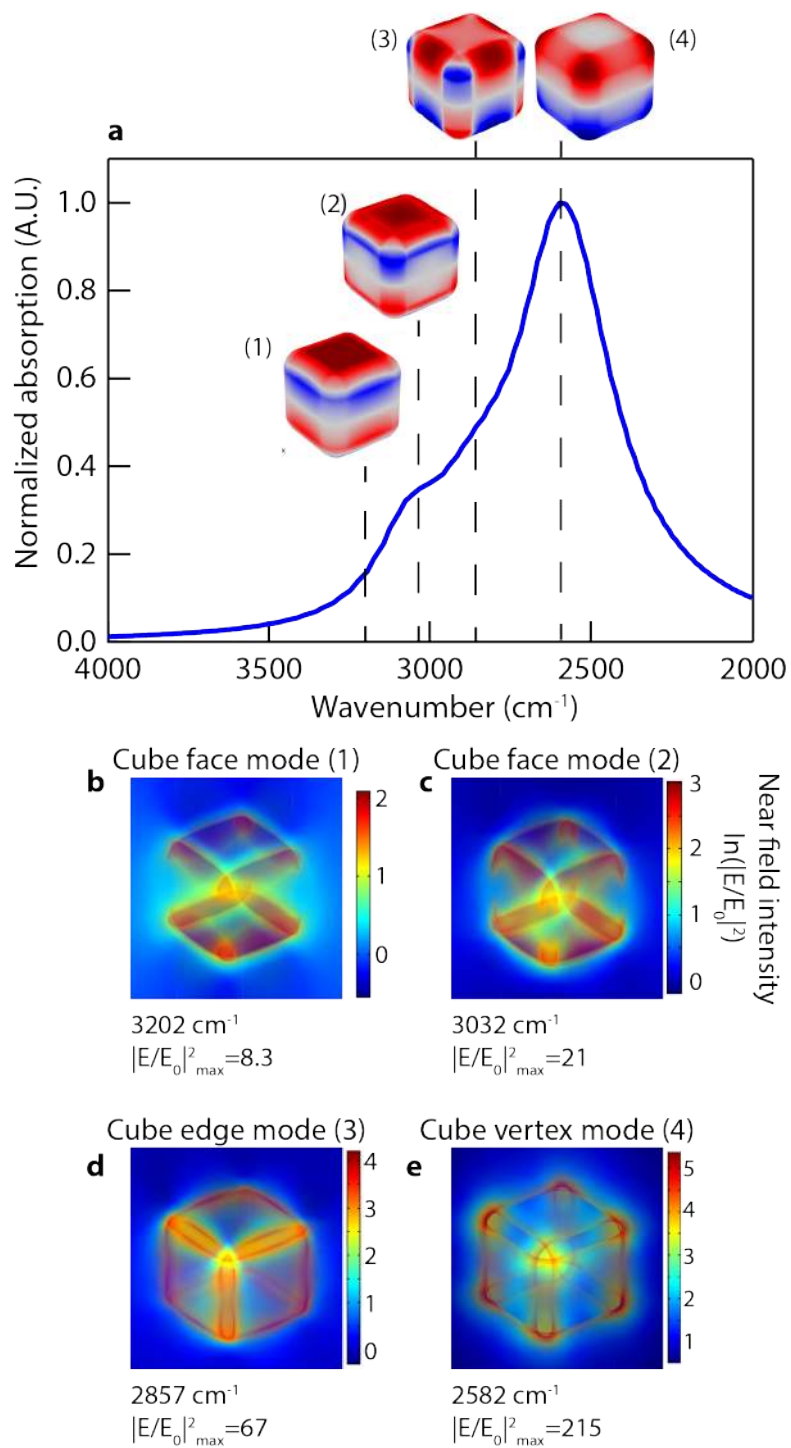 (3)
(4)
a
(2)
(1)
x
Normalized absorption (A.U.)
1.0
0.8
0.6
0.4
0.2
0.0
4000
3500
3000
2500
2000
Wavenumber (cm⁻¹)
b
Cube face mode (1)
2
1
0
3202 cm⁻¹
|E/E₀|²max=8.3
c
Cube face mode (2)
3
2
1
0
Near field intensity
ln(|E/E₀|²)
3032 cm⁻¹
|E/E₀|²max=21
d
Cube edge mode (3)
4
3
2
1
0
2857 cm⁻¹
|E/E₀|²max=67
e
Cube vertex mode (4)
5
4
3
2
1
2582 cm⁻¹
|E/E₀|²max=215